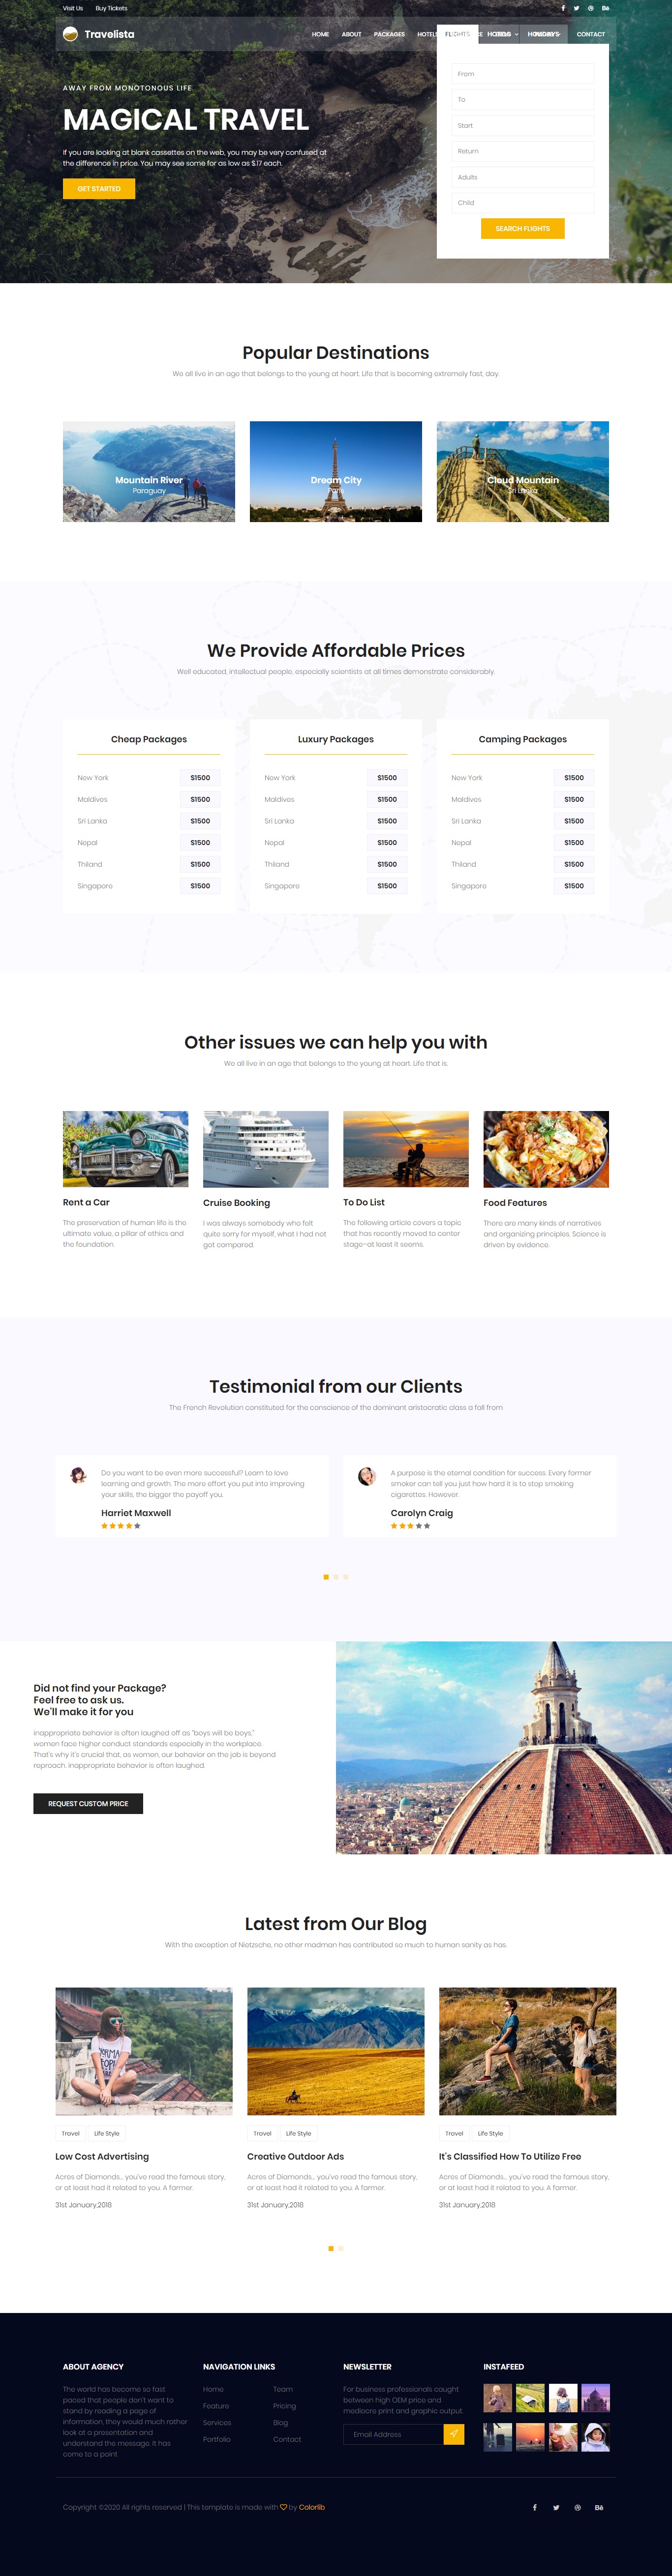 Visit Us Buy Tickets
Travelista
HOME ABOUT PACKAGES HOTELS CONTACT
FLIGHTS HOTELS HOLIDAYS
AWAY FROM MONOTONOUS LIFE
MAGICAL TRAVEL
If you are looking at blank cassettes on the web, you may be very confused at
the difference in price. You may see some for as low as $.17 each.
GET STARTED
From
To
Start
Return
Adults
Child
SEARCH FLIGHTS
Popular Destinations
We all live in an age that belongs to the young at heart. Life that is becoming extremely fast, day.
Mountain River
Paraguay
Dream City
Paris
Cloud Mountain
Sri Lanka
We Provide Affordable Prices
Well educated, intellectual people, especially scientists at all times demonstrate considerably.
Cheap Packages
New York $1500
Maldives $1500
Sri Lanka $1500
Nepal $1500
Thiland $1500
Singapore $1500
Luxury Packages
New York $1500
Maldives $1500
Sri Lanka $1500
Nepal $1500
Thiland $1500
Singapore $1500
Camping Packages
New York $1500
Maldives $1500
Sri Lanka $1500
Nepal $1500
Thiland $1500
Singapore $1500
Other issues we can help you with
We all live in an age that belongs to the young at heart. Life that is.
Rent a Car
The preservation of human life is the
ultimate value, a pillar of ethics and
the foundation.
Cruise Booking
I was always somebody who felt
quite sorry for myself, what I had not
got compared.
To Do List
The following article covers a topic
that has recently moved to center
stage–at least it seems.
Food Features
There are many kinds of narratives
and organizing principles. Science is
driven by evidence.
Testimonial from our Clients
The French Revolution constituted for the conscience of the dominant aristocratic class a fall from
Do you want to be even more successful? Learn to love
learning and growth. The more effort you put into improving
your skills, the bigger the payoff you.
Harriet Maxwell
A purpose is the eternal condition for success. Every former
smoker can tell you just how hard it is to stop smoking
cigarettes. However.
Carolyn Craig
Did not find your Package?
Feel free to ask us.
We'll make it for you
inappropriate behavior is often laughed off as "boys will be boys,"
women face higher conduct standards especially in the workplace.
That's why it's crucial that, as women, our behavior on the job is beyond
reproach. inappropriate behavior is often laughed.
REQUEST CUSTOM PRICE
Latest from Our Blog
With the exception of Nietzsche, no other madman has contributed so much to human sanity as has.
Travel Life Style
Low Cost Advertising
Acres of Diamonds... you've read the famous story,
or at least had it related to you. A farmer.
31st January,2018
Travel Life Style
Creative Outdoor Ads
Acres of Diamonds... you've read the famous story,
or at least had it related to you. A farmer.
31st January,2018
Travel Life Style
It's Classified How To Utilize Free
Acres of Diamonds... you've read the famous story,
or at least had it related to you. A farmer.
31st January,2018
ABOUT AGENCY
The world has become so fast
paced that people don't want to
stand by reading a page of
information, they would much rather
look at a presentation and
understand the message. It has
come to a point
NAVIGATION LINKS
Home
Feature
Services
Portfolio
Team
Pricing
Blog
Contact
NEWSLETTER
For business professionals caught
between high OEM price and
mediocre print and graphic output.
Email Address
INSTAFEED
Copyright ©2020 All rights reserved | This template is made with by Colorlib